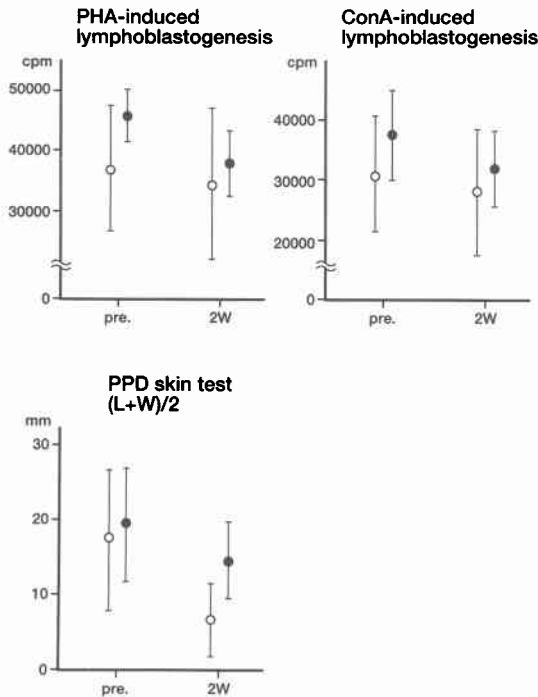 PHA-induced
lymphoblastogenesis
cpm
50000
40000
30000
0
pre.
2W
ConA-induced
lymphoblastogenesis
cpm
40000
30000
20000
0
pre.
2W
PPD skin test
(L+W)/2
mm
30
20
10
0
pre.
2W